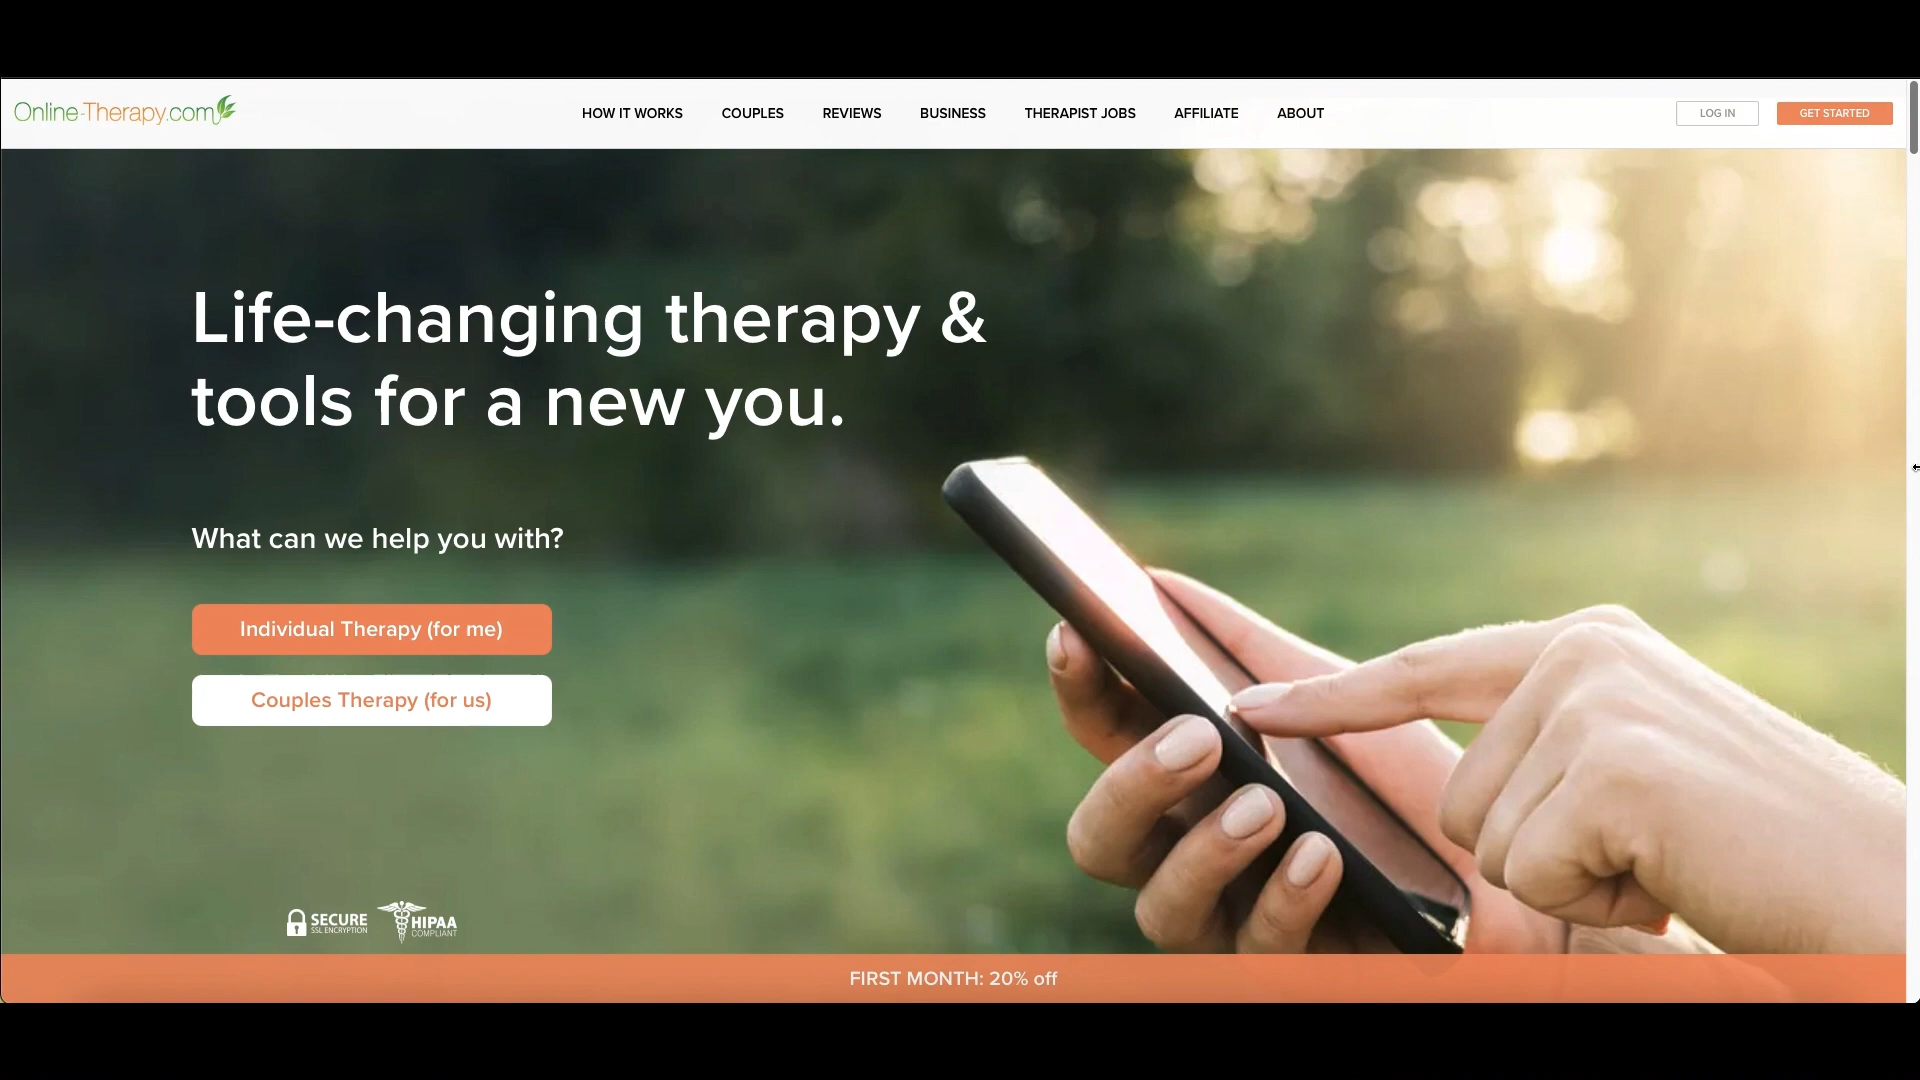 Online-Therapy.com
HOW IT WORKS
COUPLES
REVIEWS
BUSINESS
THERAPIST JOBS
AFFILIATE
ABOUT
LOG IN
GET STARTED
Life-changing therapy &
tools for a new you.
What can we help you with?
Individual Therapy (for me)
Couples Therapy (for us)
SECURE
SSL ENCRYPTION
HIPAA
COMPLIANT
FIRST MONTH: 20% off